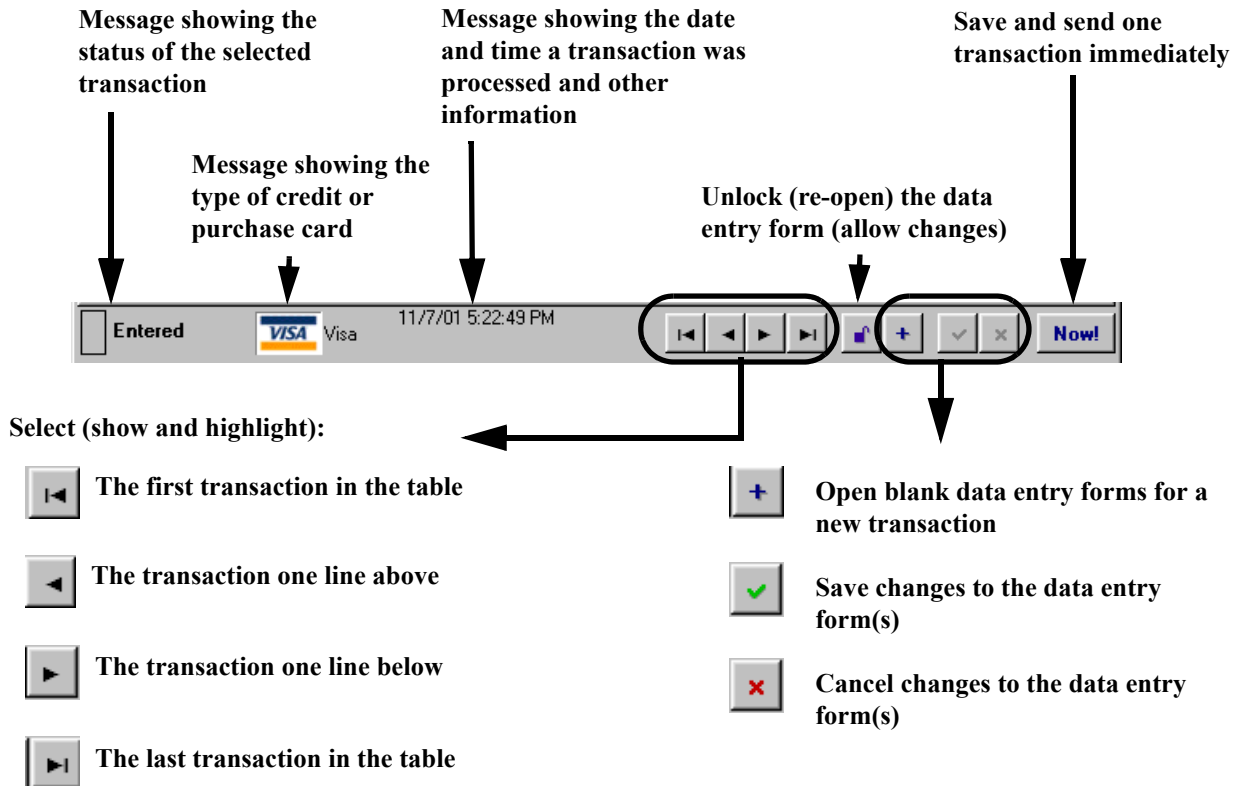 Message showing the
status of the selected
transaction
Message showing the date
and time a transaction was
processed and other
information
Save and send one
transaction immediately
Message showing the
type of credit or
purchase card
Unlock (re-open) the data
entry form (allow changes)
Entered
VISA
Visa
11/7/01 5:22:49 PM
Now!
Select (show and highlight):
The first transaction in the table
The transaction one line above
The transaction one line below
The last transaction in the table
Open blank data entry forms for a
new transaction
Save changes to the data entry
form(s)
Cancel changes to the data entry
form(s)